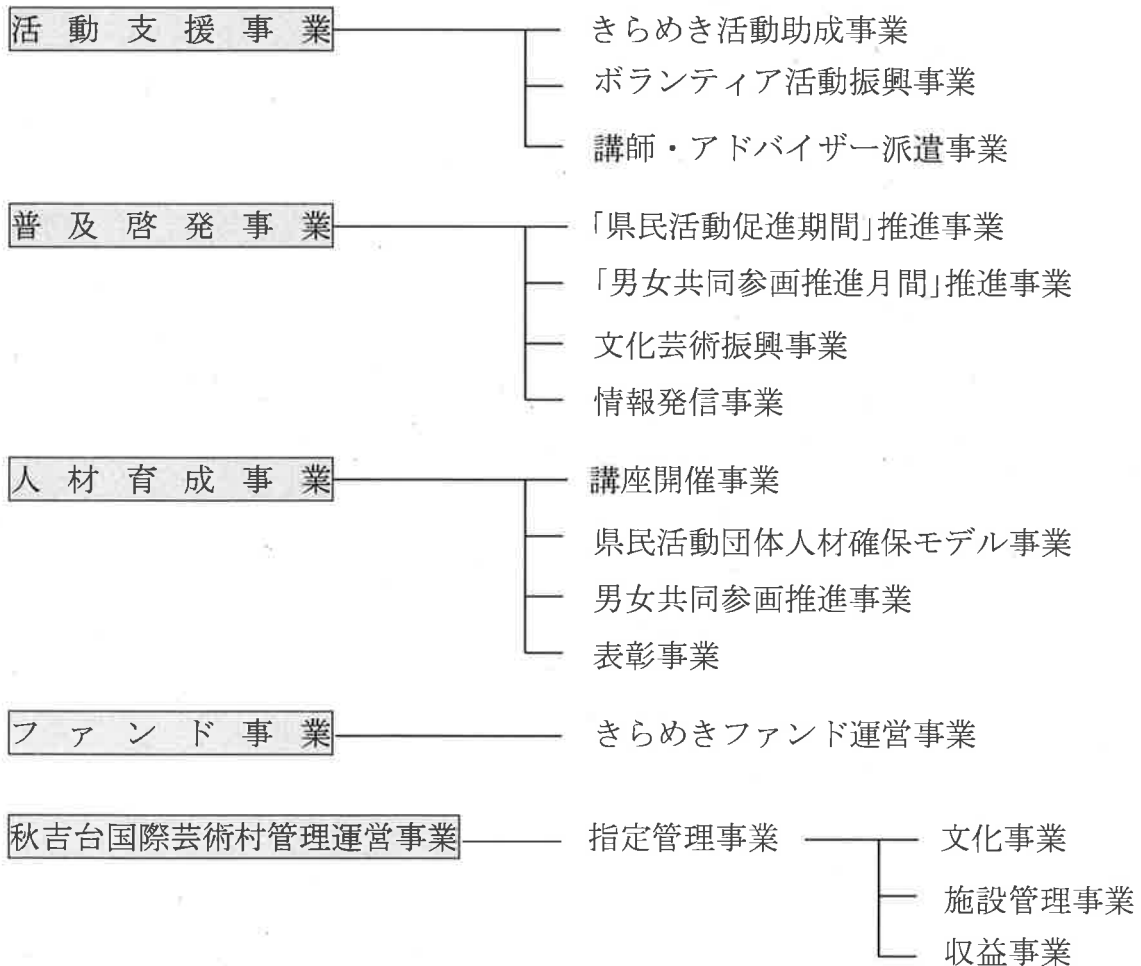 活動支援事業
きらめき活動助成事業
ボランティア活動振興事業
講師・アドバイザー派遣事業
普及啓発事業
「県民活動促進期間」推進事業
「男女共同参画推進月間」推進事業
文化芸術振興事業
情報発信事業
人材育成事業
講座開催事業
県民活動団体人材確保モデル事業
男女共同参画推進事業
表彰事業
ファンド事業
きらめきファンド運営事業
秋吉台国際芸術村管理運営事業
指定管理事業
文化事業
施設管理事業
収益事業